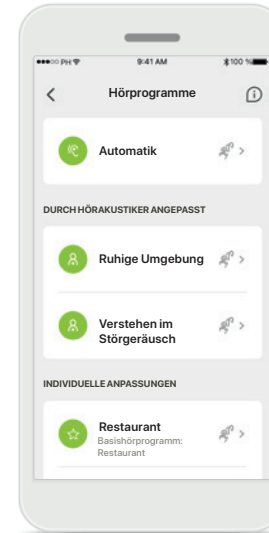 PH 9:41 AM 100 %
Hörprogramme
Automatik
DURCH HÖRAKUSTIKER ANGEPASST
Ruhige Umgebung
Verstehen im
Störgeräusch
INDIVIDUELLE ANPASSUNGEN
Restaurant
Basishörprogramm:
Restaurant